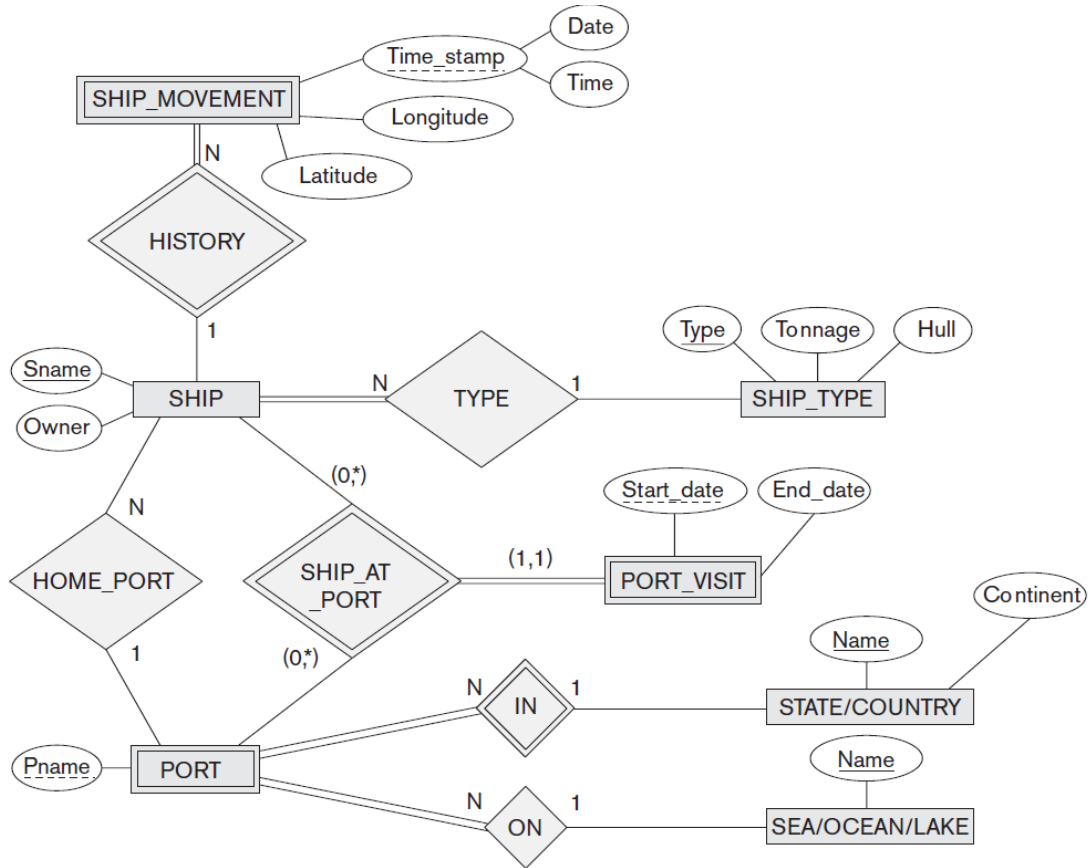 Date
Time_stamp
Time
SHIP_MOVEMENT
Longitude
N
Latitude
HISTORY
1
Type
Tonnage
Hull
Sname
N
1
SHIP
TYPE
SHIP_TYPE
Owner
(0,*)
Start_date
End_date
N
(1,1)
HOME_PORT
SHIP_AT
_PORT
PORT_VISIT
Continent
1
(0,*)
Name
N
1
IN
STATE/COUNTRY
Pname
PORT
Name
N
1
ON
SEA/OCEAN/LAKE